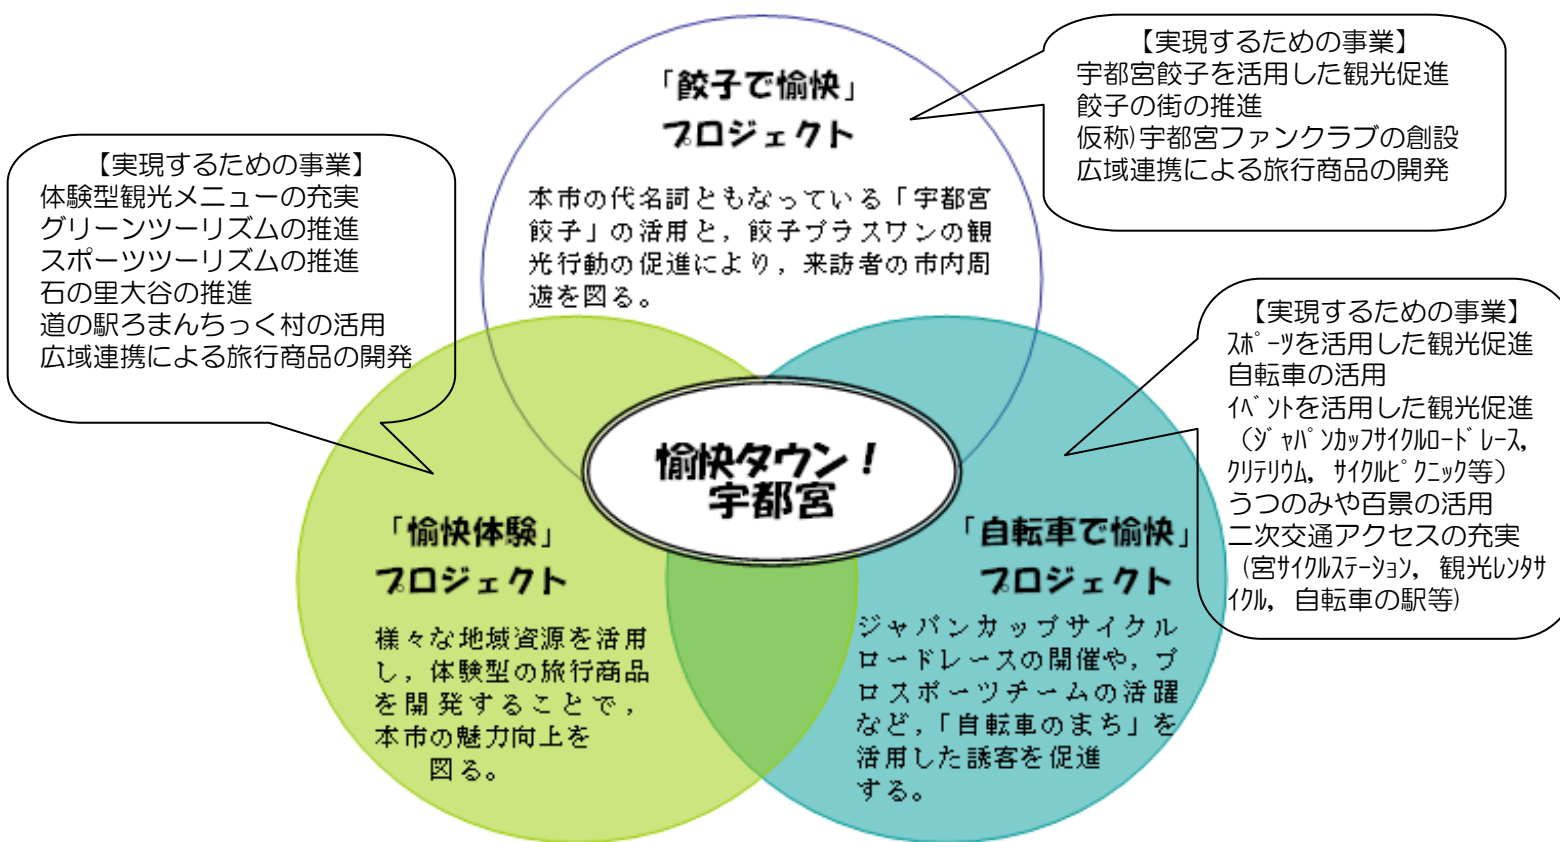 「餃子で愉快」
プロジェクト
本市の代名詞ともなっている「宇都宮
餃子」の活用と，餃子プラスワンの観
光行動の促進により，来訪者の市内周
遊を図る。
【実現するための事業】
宇都宮餃子を活用した観光促進
餃子の街の推進
仮称)宇都宮ファンクラブの創設
広域連携による旅行商品の開発
【実現するための事業】
体験型観光メニューの充実
グリーンツーリズムの推進
スポーツツーリズムの推進
石の里大谷の推進
道の駅ろまんちっく村の活用
広域連携による旅行商品の開発
愉快タウン！
宇都宮
「愉快体験」
プロジェクト
様々な地域資源を活用
し，体験型の旅行商品
を開発することで，
本市の魅力向上を
図る。
「自転車で愉快」
プロジェクト
ジャパンカップサイクル
ロードレースの開催や，プ
ロスポーツチームの活躍
など，「自転車のまち」を
活用した誘客を促進
する。
【実現するための事業】
ｽﾎﾟｰﾂを活用した観光促進
自転車の活用
ｲﾍﾞﾝﾄを活用した観光促進
（ｼﾞｬﾊﾟﾝｶｯﾌﾟｻｲｸﾙﾛｰﾄﾞﾚｰｽ，
ｸﾘﾃﾘｳﾑ，ｻｲｸﾙﾋﾟｸﾆｯｸ等）
うつのみや百景の活用
二次交通アクセスの充実
（宮ｻｲｸﾙｽﾃｰｼｮﾝ，観光ﾚﾝﾀｻ
ｲｸﾙ，自転車の駅等)